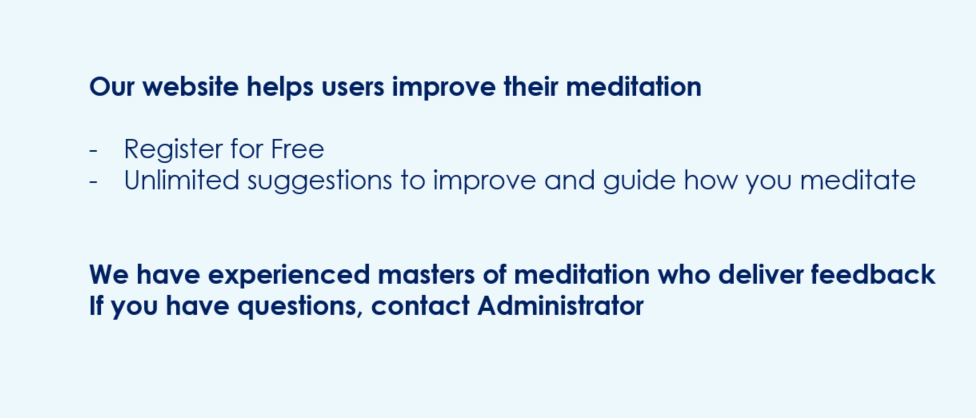 Our website helps users improve their meditation
- Register for Free
- Unlimited suggestions to improve and guide how you meditate
We have experienced masters of meditation who deliver feedback
If you have questions, contact Administrator